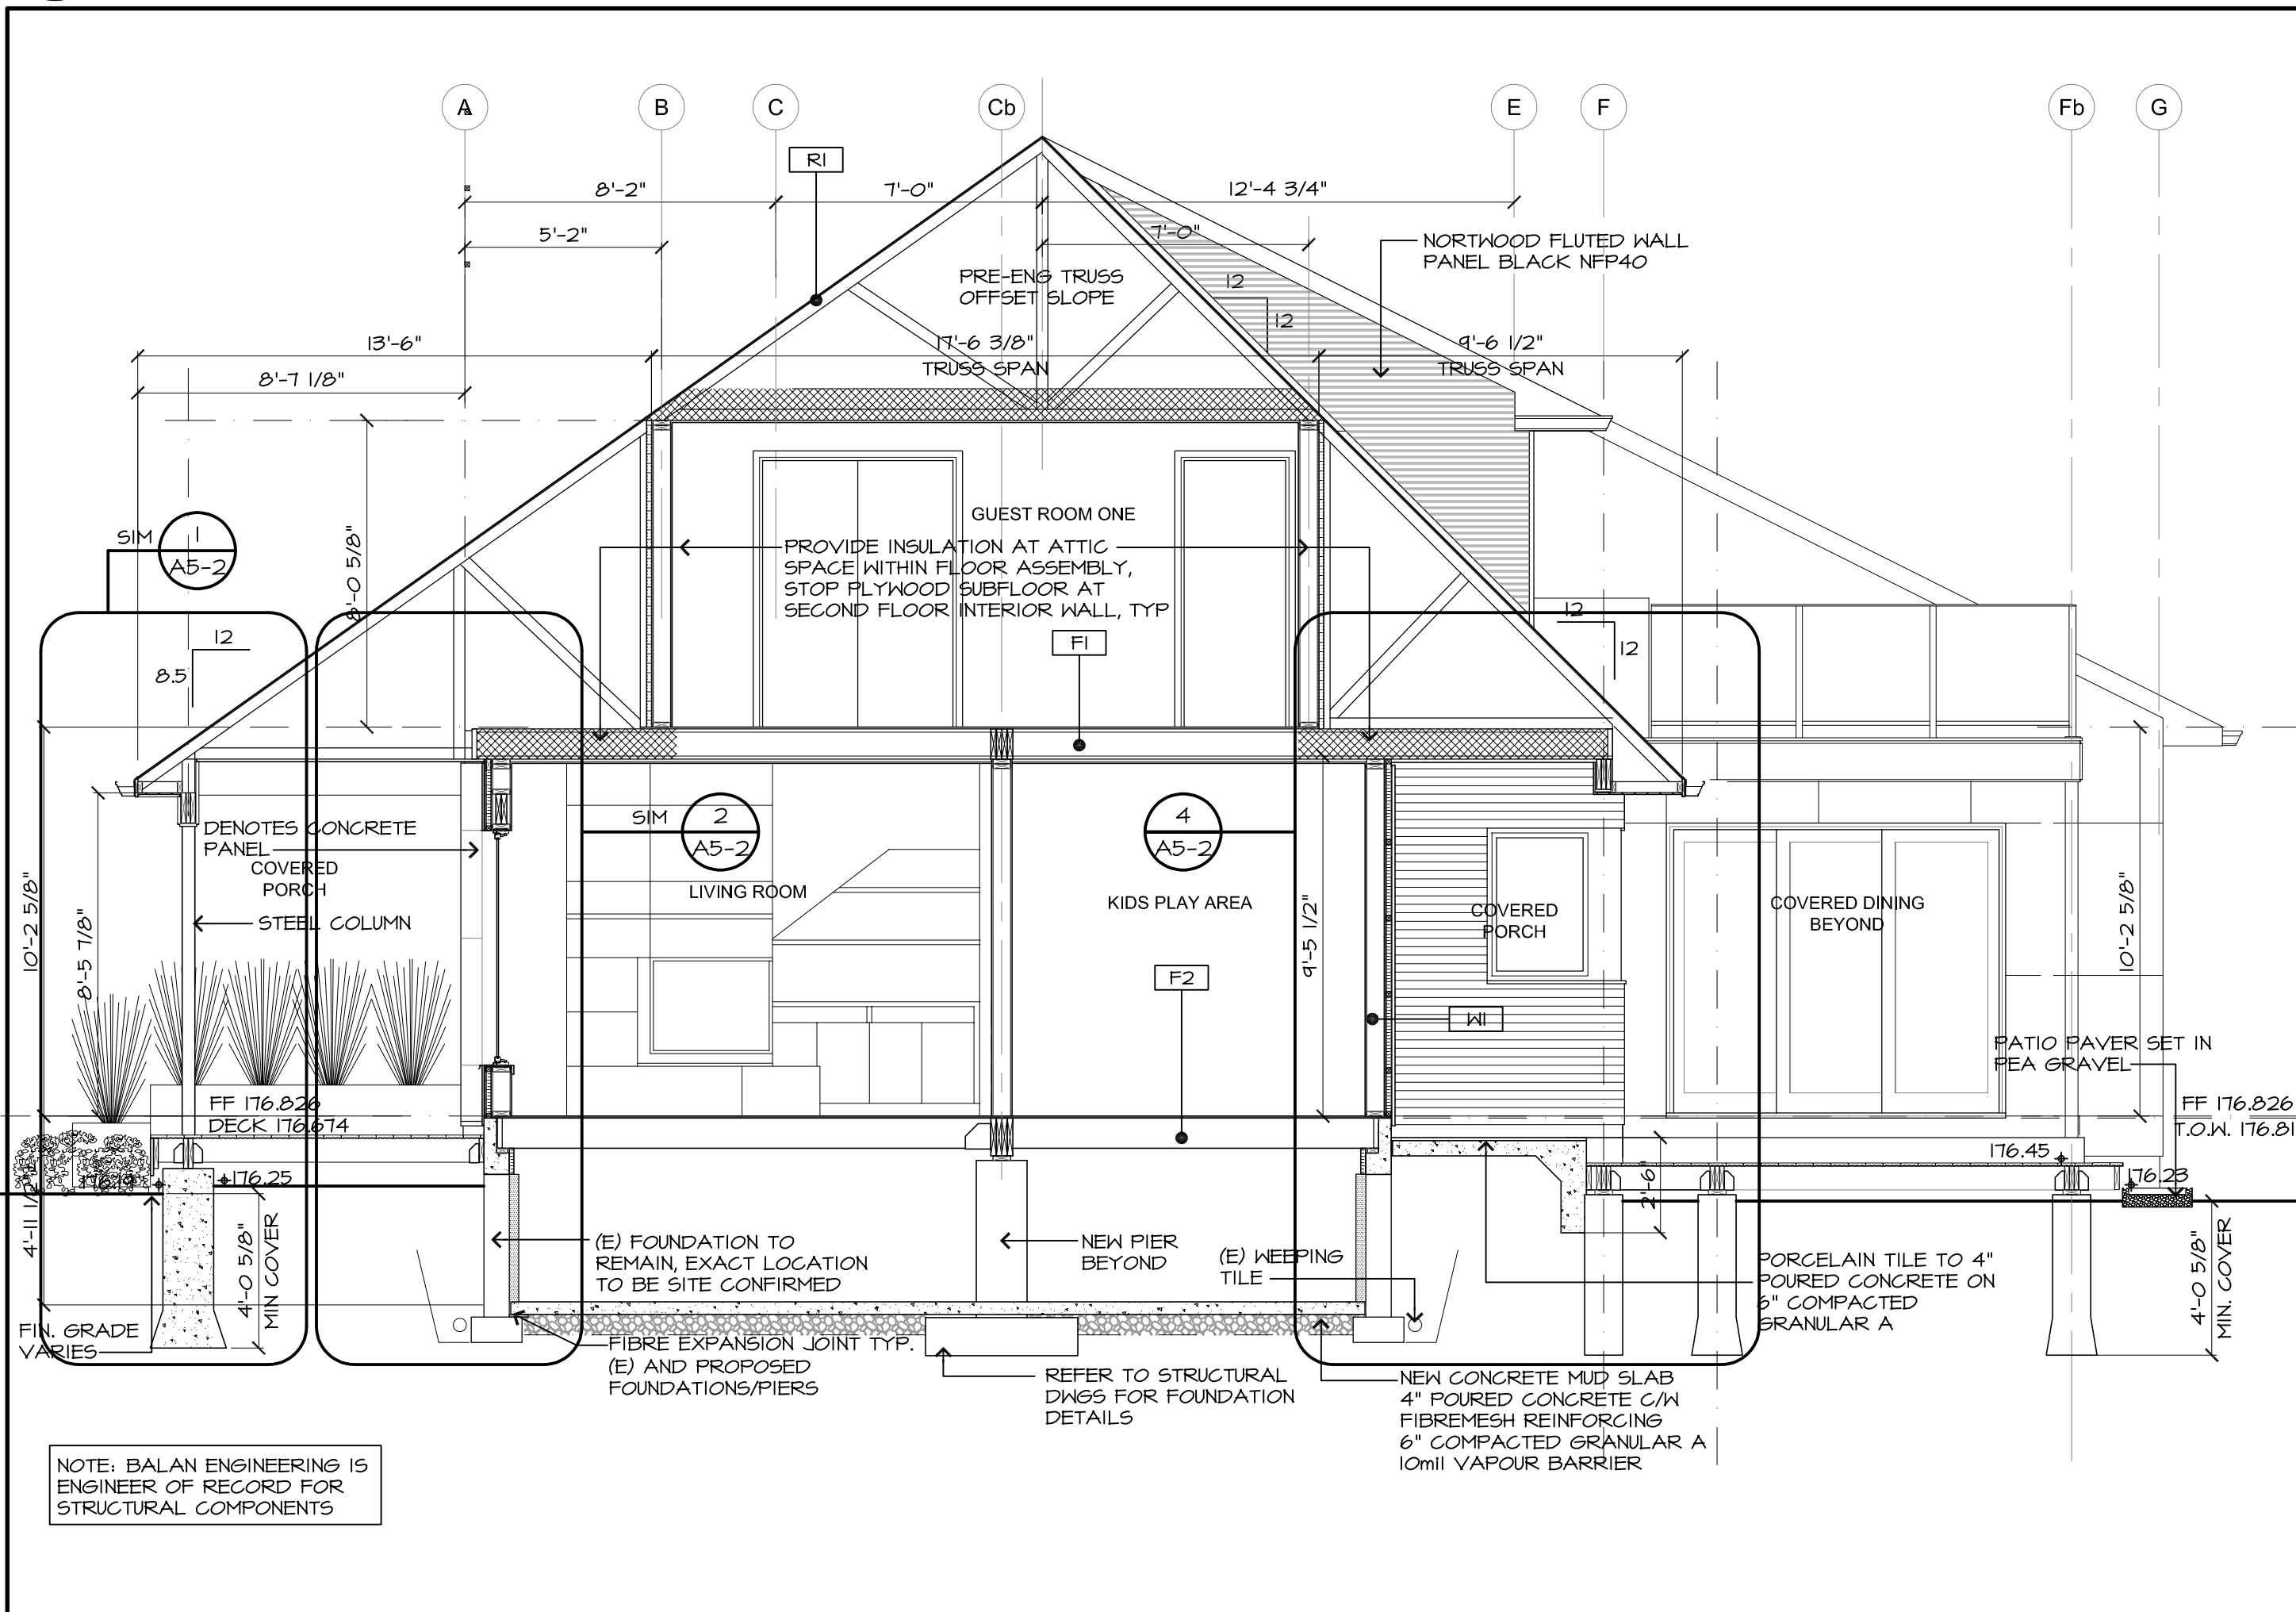 A
B
C
Cb
E
F
Fb
G
R1
8'-2"
7'-0"
12'-4 3/4"
5'-2"
7'-0"
NORTWOOD FLUTED WALL
PANEL BLACK NFP40
PRE-ENG TRUSS
OFFSET SLOPE
12
12
13'-6"
17'-6 3/8"
TRUSS SPAN
9'-6 1/2"
TRUSS SPAN
8'-7 1/8"
8'-0 5/8"
GUEST ROOM ONE
SIM
1
A5-2
PROVIDE INSULATION AT ATTIC
SPACE WITHIN FLOOR ASSEMBLY,
STOP PLYWOOD SUBFLOOR AT
SECOND FLOOR INTERIOR WALL, TYP
F1
12
8.5
12
12
SIM
2
A5-2
4
A5-2
DENOTES CONCRETE
PANEL
COVERED
PORCH
STEEL COLUMN
LIVING ROOM
KIDS PLAY AREA
COVERED
PORCH
COVERED DINING
BEYOND
10'-2 5/8"
8'-5 7/8"
9'-5 1/2"
10'-2 5/8"
F2
W1
PATIO PAVER SET IN
PEA GRAVEL
FF 176.826
DECK 176.674
FF 176.826
T.O.W. 176.81
176.25
176.45
176.23
2'-6"
4'-11 1/2"
4'-0 5/8"
MIN COVER
(E) FOUNDATION TO
REMAIN, EXACT LOCATION
TO BE SITE CONFIRMED
NEW PIER
BEYOND
(E) WEEPING
TILE
PORCELAIN TILE TO 4"
POURED CONCRETE ON
6" COMPACTED
GRANULAR A
4'-0 5/8"
MIN. COVER
FIN. GRADE
VARIES
FIBRE EXPANSION JOINT TYP.
(E) AND PROPOSED
FOUNDATIONS/PIERS
REFER TO STRUCTURAL
DWGS FOR FOUNDATION
DETAILS
NEW CONCRETE MUD SLAB
4" POURED CONCRETE C/W
FIBREMESH REINFORCING
6" COMPACTED GRANULAR A
10mil VAPOUR BARRIER
NOTE: BALAN ENGINEERING IS
ENGINEER OF RECORD FOR
STRUCTURAL COMPONENTS